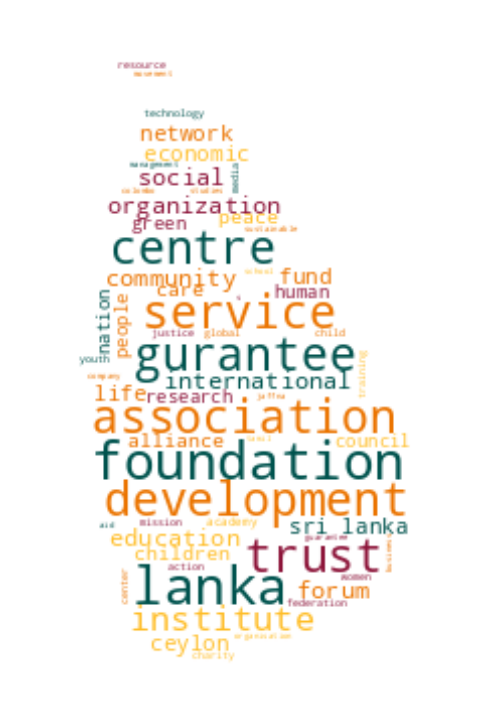 resource
movement
technology
network
economic
management
social
media
colombo
studies
organization
peace
green
sustainable
centre
school
community
fund
care
human
nation
people
service
justice
global
child
gurantee
youth
training
international
company
life
research
jaffna
association
alliance
tamil
council
foundation
development
mission
academy
aid
sri lanka
education
guarantee
children
trust
business
action
women
center
lanka
forum
federation
institute
organisation
ceylon
charity